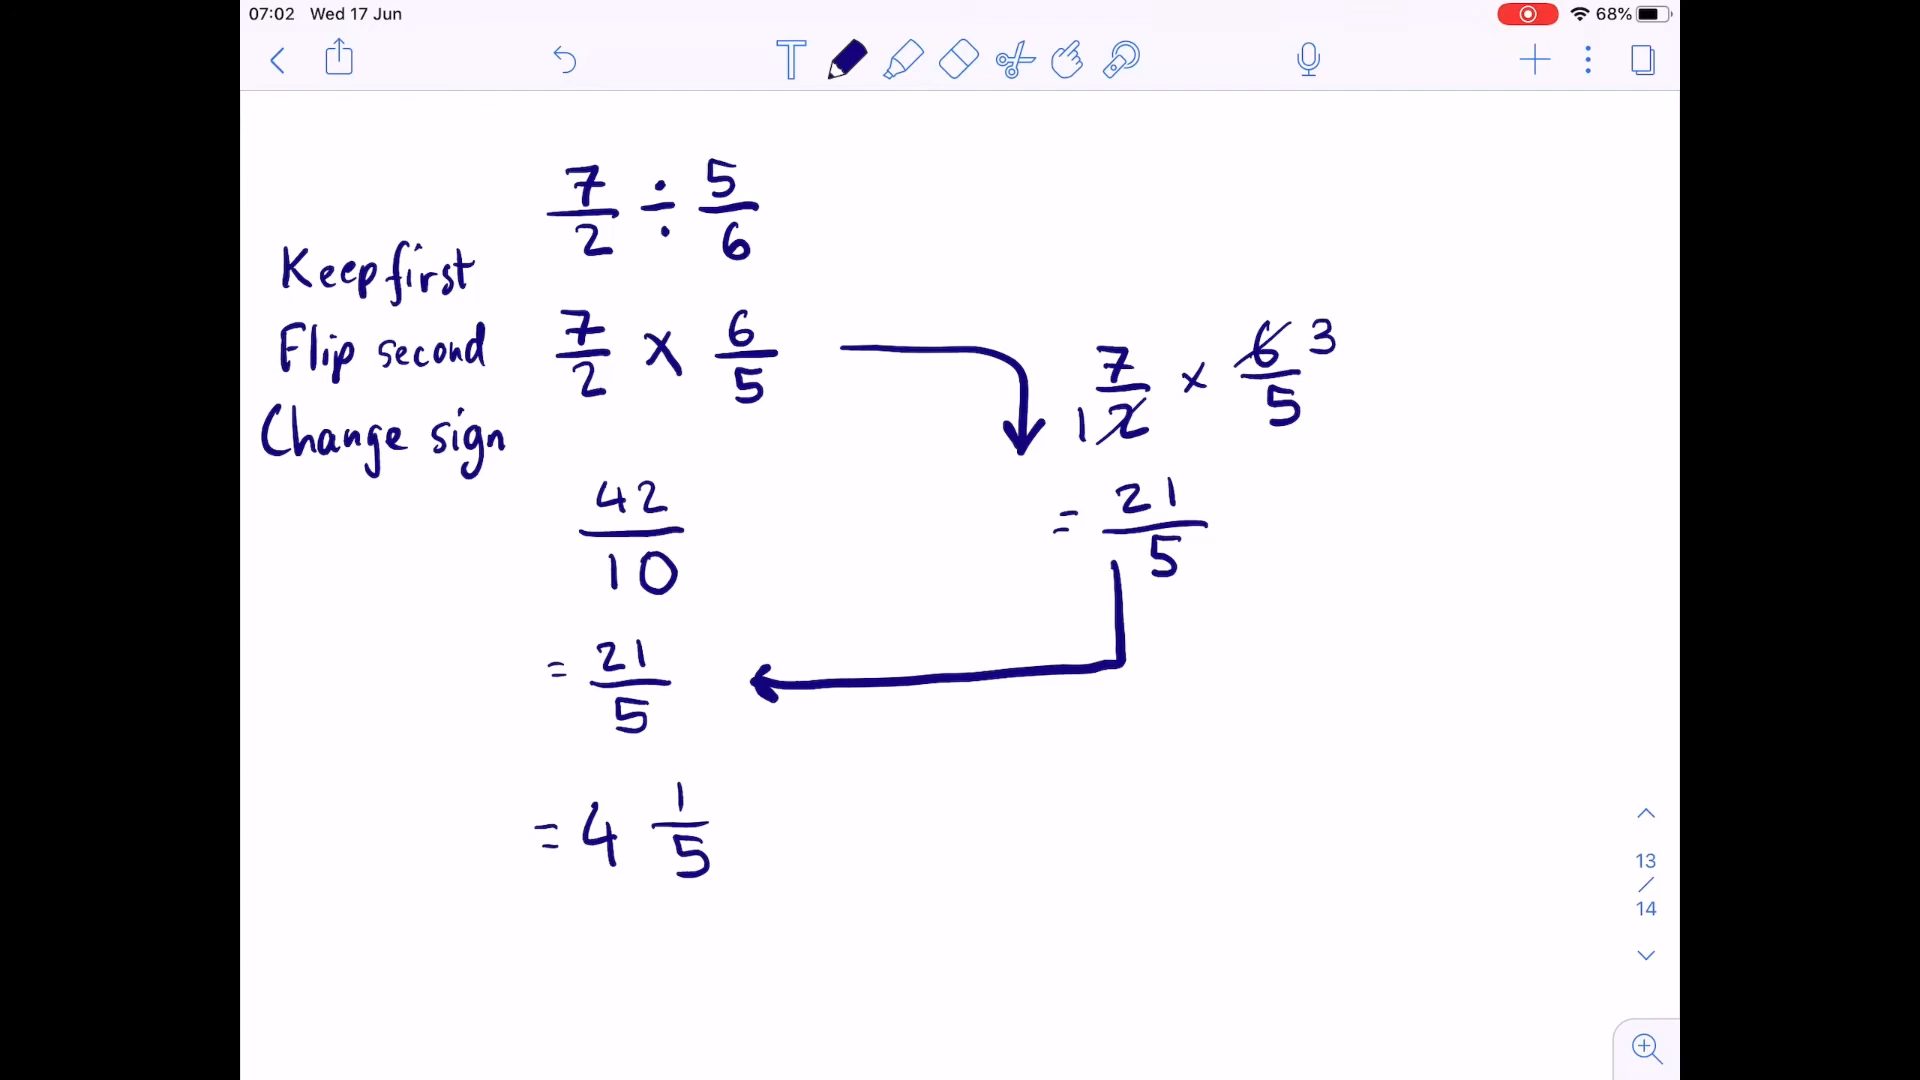 07:02 Wed 17 Jun 68%
T
7/2 ÷ 5/6
Keep first
Flip second 7/2 × 6/5
Change sign
42/10
= 21/5
= 4 1/5
7/2 × 6/5 3
1
= 21/5
13
/
14